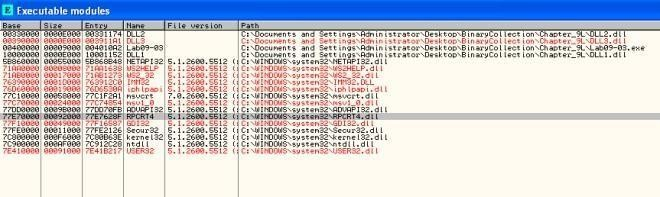 Executable modules
Base Size Entry Name File version Path
00330000 0000E000 00331174 DLL2 C:\Documents and Settings\Administrator\Desktop\BinaryCollection\Chapter_9L\DLL2.dll
00390000 0000E000 003911A1 DLL3 C:\Documents and Settings\Administrator\Desktop\BinaryCollection\Chapter_9L\DLL3.dll
00400000 00009000 004010A2 Lab09-03 C:\Documents and Settings\Administrator\Desktop\BinaryCollection\Chapter_9L\Lab09-03.exe
10000000 0000E000 10001152 DLL1 C:\Documents and Settings\Administrator\Desktop\BinaryCollection\Chapter_9L\DLL1.dll
5B860000 00055000 5B868B48 NETAPI32 5.1.2600.5512 (: C:\WINDOWS\system32\NETAPI32.dll
71AA0000 00008000 71AA1638 WS2HELP 5.1.2600.5512 (: C:\WINDOWS\system32\WS2HELP.dll
71AB0000 00017000 71AB1273 WS2_32 5.1.2600.5512 (: C:\WINDOWS\system32\WS2_32.dll
76390000 0001D000 763912C0 IMM32 5.1.2600.5512 (: C:\WINDOWS\system32\IMM32.DLL
76D60000 00019000 76D6530A iphlpapi 5.1.2600.5512 (: C:\WINDOWS\system32\iphlpapi.dll
77C10000 00058000 77C1F2A1 msvcrt 7.0.2600.5512 (: C:\WINDOWS\system32\msvcrt.dll
77C70000 00024000 77C74854 msv1_0 5.1.2600.5512 (: C:\WINDOWS\system32\msv1_0.dll
77DD0000 0009B000 77DD70FB ADVAPI32 5.1.2600.5512 (: C:\WINDOWS\system32\ADVAPI32.dll
77E70000 00092000 77E7628F RPCRT4 5.1.2600.5512 (: C:\WINDOWS\system32\RPCRT4.dll
77F10000 00049000 77F16587 GDI32 5.1.2600.5512 (: C:\WINDOWS\system32\GDI32.dll
77FE0000 00011000 77FE2126 Secur32 5.1.2600.5512 (: C:\WINDOWS\system32\Secur32.dll
7C800000 000F6000 7C80B63E kernel32 5.1.2600.5512 (: C:\WINDOWS\system32\kernel32.dll
7C900000 000AF000 7C912C28 ntdll 5.1.2600.5512 (: C:\WINDOWS\system32\ntdll.dll
7E410000 00091000 7E41B217 USER32 5.1.2600.5512 (: C:\WINDOWS\system32\USER32.dll